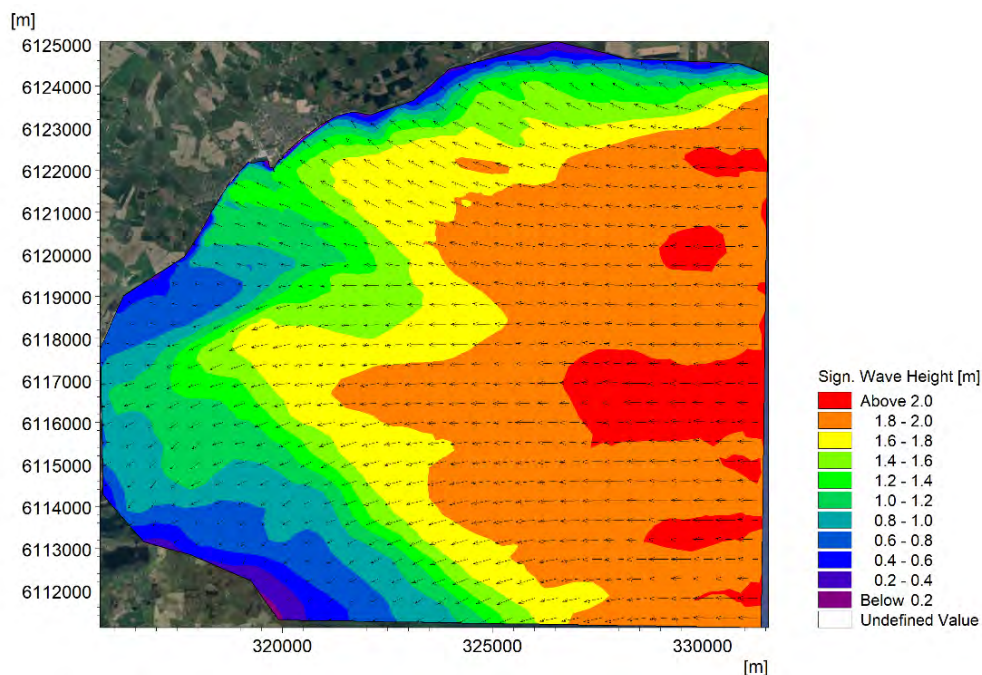 [m]
6125000
6124000
6123000
6122000
6121000
6120000
6119000
6118000
6117000
6116000
6115000
6114000
6113000
6112000
320000
325000
330000
[m]
Sign. Wave Height [m]
Above 2.0
1.8 - 2.0
1.6 - 1.8
1.4 - 1.6
1.2 - 1.4
1.0 - 1.2
0.8 - 1.0
0.6 - 0.8
0.4 - 0.6
0.2 - 0.4
Below 0.2
Undefined Value